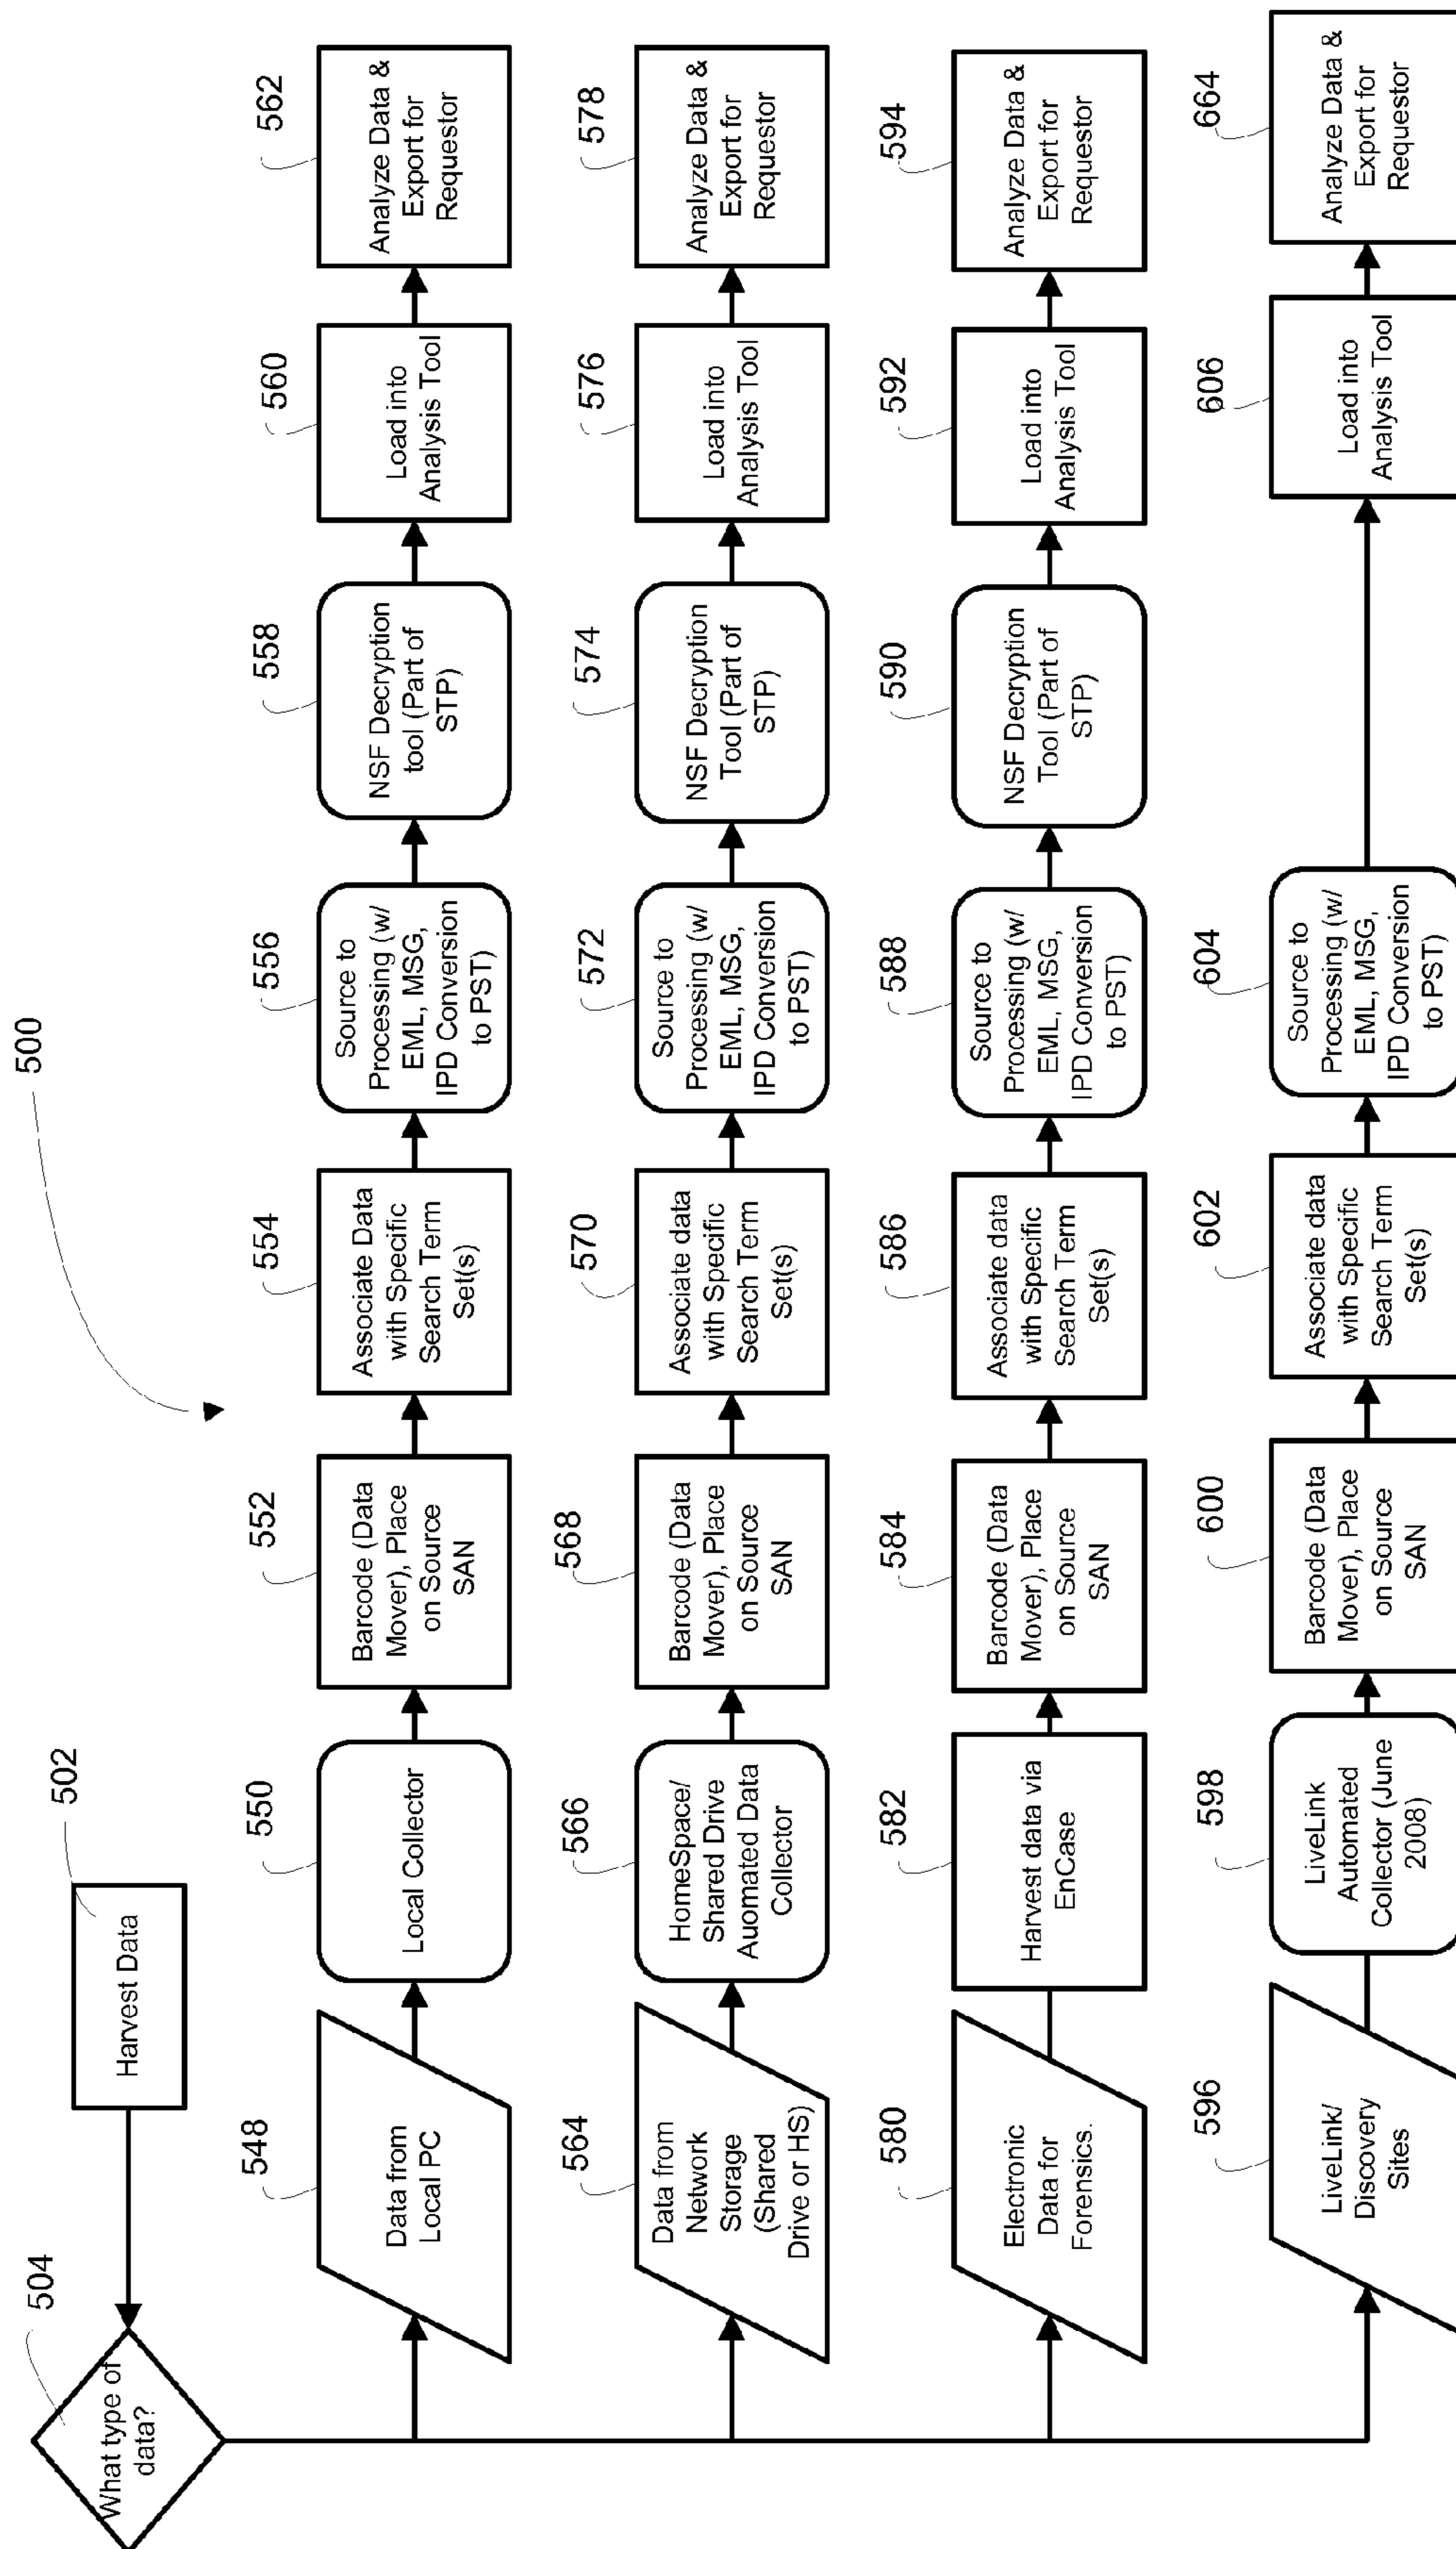 500
502
Harvest Data
504
What type of
data?
548
Data from
Local PC
550
Local Collector
552
Barcode (Data
Mover), Place
on Source
SAN
554
Associate Data
with Specific
Search Term
Set(s)
556
Source to
Processing (w/
EML, MSG,
IPD Conversion
to PST)
558
NSF Decryption
tool (Part of
STP)
560
Load into
Analysis Tool
562
Analyze Data &
Export for
Requestor
564
Data from
Network
Storage
(Shared
Drive or HS)
566
HomeSpace/
Shared Drive
Auomated Data
Collector
568
Barcode (Data
Mover), Place
on Source
SAN
570
Associate data
with Specific
Search Term
Set(s)
572
Source to
Processing (w/
EML, MSG,
IPD Conversion
to PST)
574
NSF Decryption
Tool (Part of
STP)
576
Load into
Analysis Tool
578
Analyze Data &
Export for
Requestor
580
Electronic
Data for
Forensics.
582
Harvest data via
EnCase
584
Barcode (Data
Mover), Place
on Source
SAN
586
Associate data
with Specific
Search Term
Set(s)
588
Source to
Processing (w/
EML, MSG,
IPD Conversion
to PST)
590
NSF Decryption
Tool (Part of
STP)
592
Load into
Analysis Tool
594
Analyze Data &
Export for
Requestor
596
LiveLink/
Discovery
Sites
598
LiveLink
Automated
Collector (June
2008)
600
Barcode (Data
Mover), Place
on Source
SAN
602
Associate data
with Specific
Search Term
Set(s)
604
Source to
Processing (w/
EML, MSG,
IPD Conversion
to PST)
606
Load into
Analysis Tool
664
Analyze Data &
Export for
Requestor